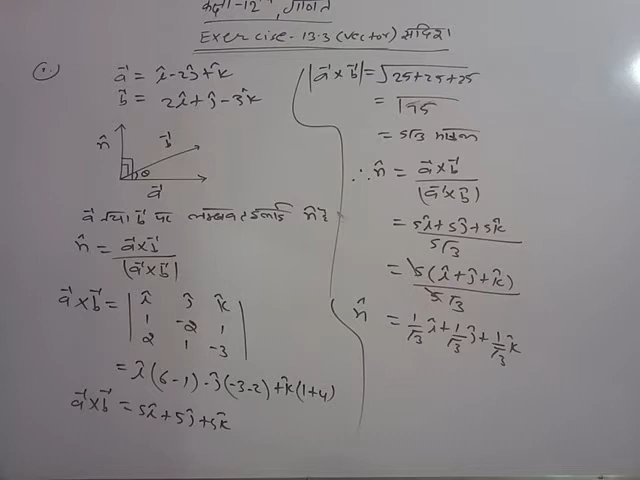 कक्षा-12, गणित
Exercise-13.3 (vector) सदिश।
a⃗ = î-2ĵ+k̂
b⃗ = 2î+ĵ-3k̂
n̂
b⃗
θ
a⃗
a⃗ तथा b⃗ पर लम्बवत इकाई n̂ है
n̂ = a⃗×b⃗
|a⃗×b⃗|
a⃗×b⃗ = | î ĵ k̂ |
| 1 -2 1 |
| 2 1 -3 |
= î(6-1)-ĵ(-3-2)+k̂(1+4)
a⃗×b⃗ = 5î+5ĵ+5k̂
|a⃗×b⃗| = √25+25+25
= √75
= 5√3
∴ n̂ = a⃗×b⃗
(a⃗×b⃗)
= 5î+5ĵ+5k̂
5√3
= 5(î+ĵ+k̂)
5√3
n̂ = 1/√3 î+1/√3 ĵ+1/√3 k̂